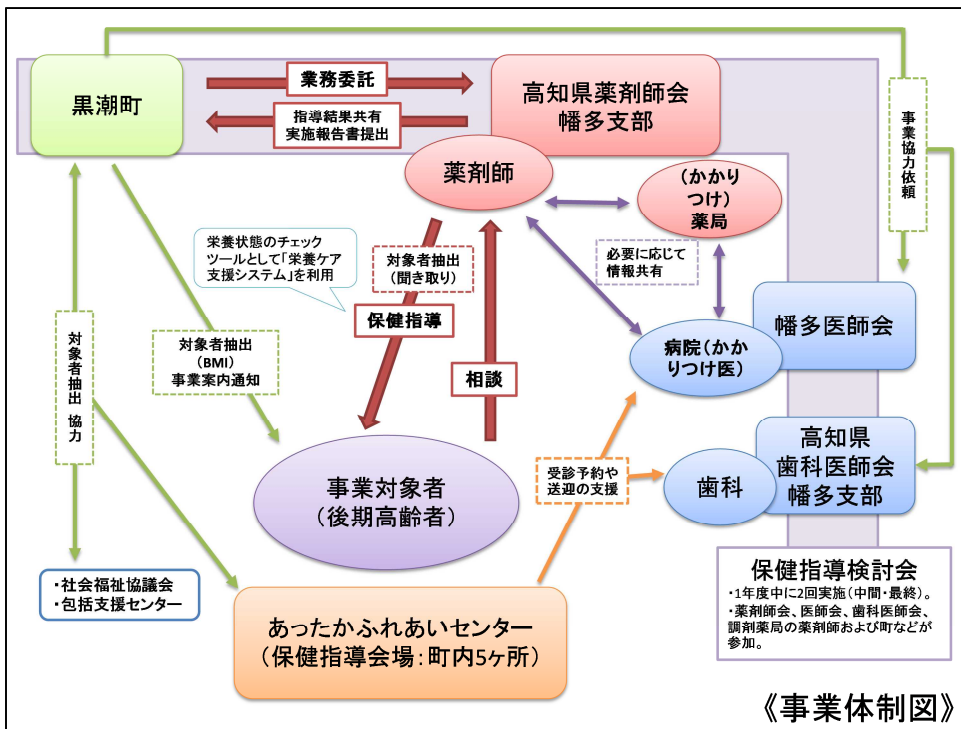 黒潮町
業務委託
指導結果共有
実施報告書提出
高知県薬剤師会
幡多支部
薬剤師
(かかり
つけ)
薬局
事業協力依頼
栄養状態のチェック
ツールとして「栄養ケア
支援システム」を利用
対象者抽出
(聞き取り)
保健指導
相談
必要に応じて
情報共有
幡多医師会
病院(かか
りつけ医)
対象者抽出 協力
対象者抽出
(BMI)
事業案内通知
事業対象者
(後期高齢者)
受診予約や
送迎の支援
歯科
高知県
歯科医師会
幡多支部
・社会福祉協議会
・包括支援センター
あったかふれあいセンター
(保健指導会場:町内5ヶ所)
保健指導検討会
・1年度中に2回実施(中間・最終)。
・薬剤師会、医師会、歯科医師会、
調剤薬局の薬剤師および町などが
参加。
《事業体制図》